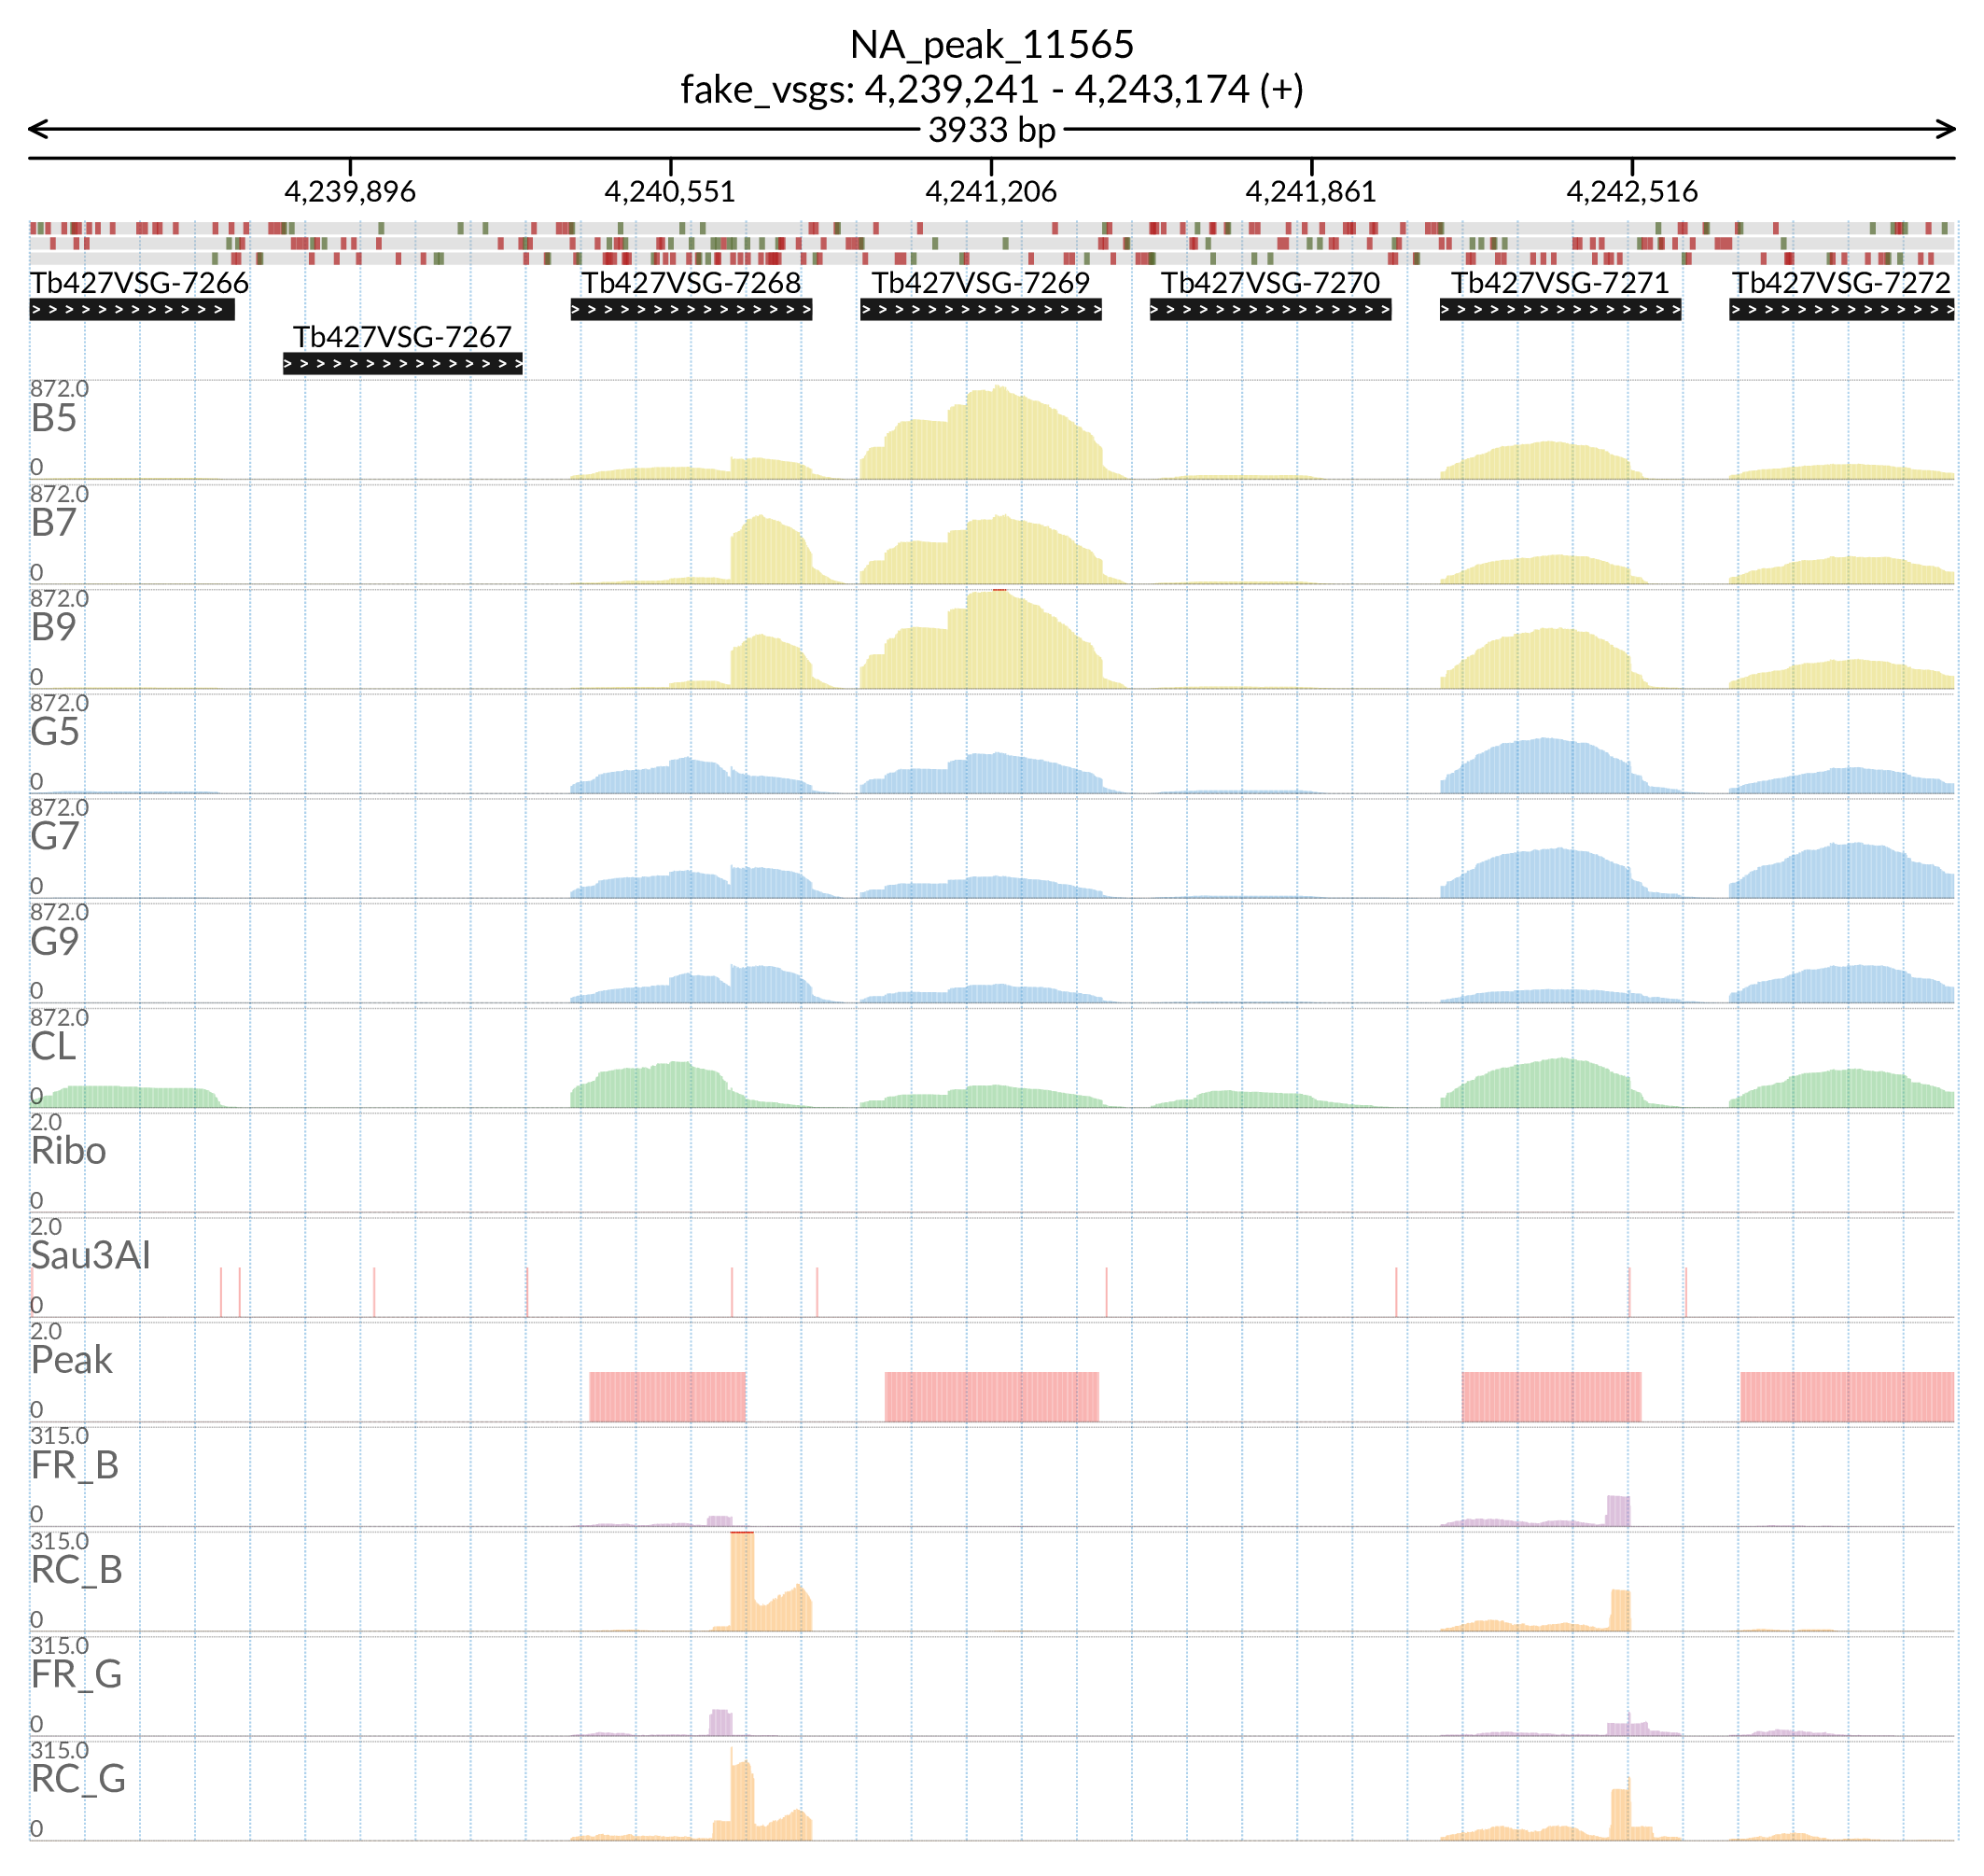 NA_peak_11565
fake_vsgs: 4,239,241 - 4,243,174 (+)
3933 bp
4,239,896 4,240,551 4,241,206 4,241,861 4,242,516
Tb427VSG-7266 Tb427VSG-7268 Tb427VSG-7269 Tb427VSG-7270 Tb427VSG-7271 Tb427VSG-7272
Tb427VSG-7267
872.0
B5
0
872.0
B7
0
872.0
B9
0
872.0
G5
0
872.0
G7
0
872.0
G9
0
872.0
CL
0
2.0
Ribo
0
2.0
Sau3AI
0
2.0
Peak
0
315.0
FR_B
0
315.0
RC_B
0
315.0
FR_G
0
315.0
RC_G
0